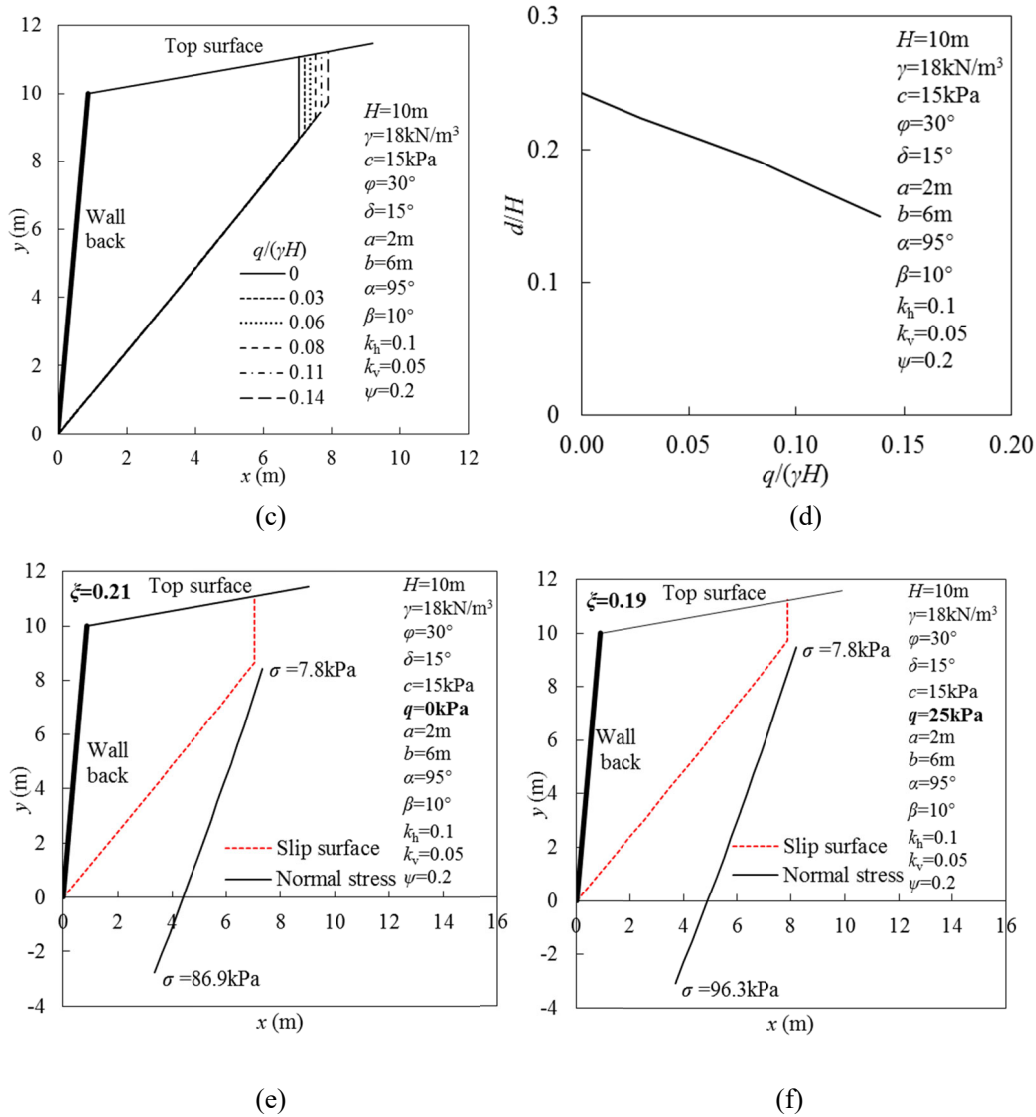 12
10
8
6
4
2
0
y (m)
Top surface
Wall
back
q/(γH)
0
0.03
0.06
0.08
0.11
0.14
H=10m
γ=18kN/m³
c=15kPa
φ=30°
δ=15°
a=2m
b=6m
α=95°
β=10°
kₕ=0.1
kᵥ=0.05
ψ=0.2
0 2 4 6 8 10 12
x (m)
(c)
0.3
0.2
0.1
0
d/H
H=10m
γ=18kN/m³
c=15kPa
φ=30°
δ=15°
a=2m
b=6m
α=95°
β=10°
kₕ=0.1
kᵥ=0.05
ψ=0.2
0.00 0.05 0.10 0.15 0.20
q/(γH)
(d)
12
10
8
6
4
2
0
-2
-4
y (m)
ξ=0.21
Top surface
Wall
back
σ =7.8kPa
H=10m
γ=18kN/m³
φ=30°
δ=15°
c=15kPa
q=0kPa
a=2m
b=6m
α=95°
β=10°
kₕ=0.1
kᵥ=0.05
ψ=0.2
Slip surface
Normal stress
0 2 4 6 8 10 12 14 16
σ =86.9kPa
x (m)
(e)
12
10
8
6
4
2
0
-2
-4
y (m)
ξ=0.19
Top surface
Wall
back
σ =7.8kPa
H=10m
γ=18kN/m³
φ=30°
δ=15°
c=15kPa
q=25kPa
a=2m
b=6m
α=95°
β=10°
kₕ=0.1
kᵥ=0.05
ψ=0.2
Slip surface
Normal stress
0 2 4 6 8 10 12 14 16
σ =96.3kPa
x (m)
(f)